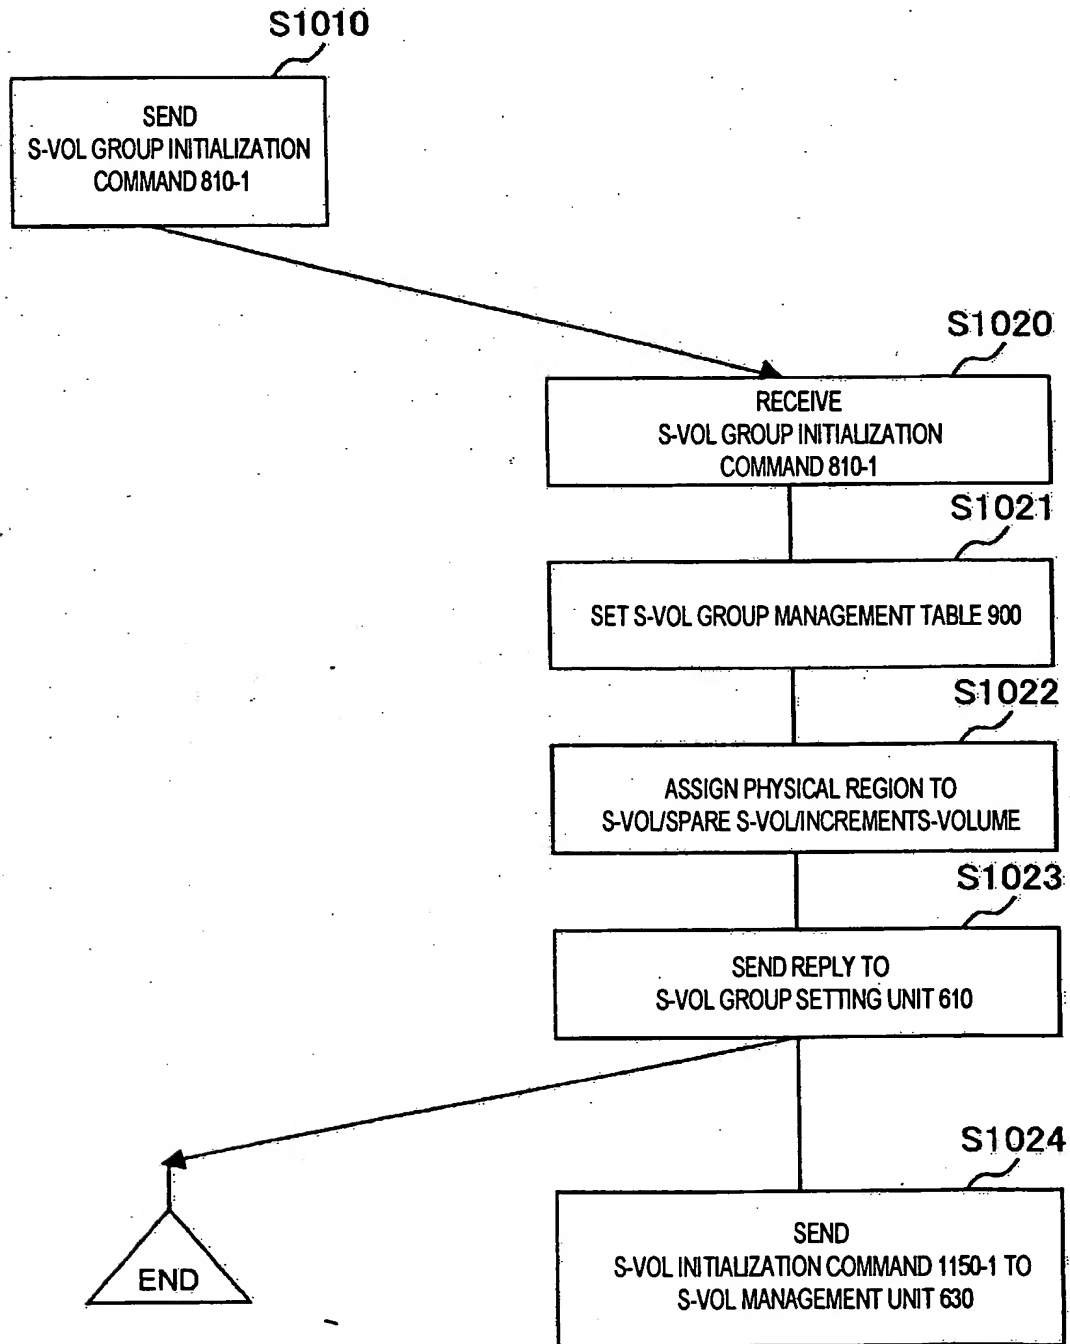 S1010
SEND
S-VOL GROUP INITIALIZATION
COMMAND 810-1
S1020
RECEIVE
S-VOL GROUP INITIALIZATION
COMMAND 810-1
S1021
SET S-VOL GROUP MANAGEMENT TABLE 900
S1022
ASSIGN PHYSICAL REGION TO
S-VOL/SPARE S-VOL/INCREMENTS-VOLUME
S1023
SEND REPLY TO
S-VOL GROUP SETTING UNIT 610
S1024
SEND
S-VOL INITIALIZATION COMMAND 1150-1 TO
S-VOL MANAGEMENT UNIT 630
END